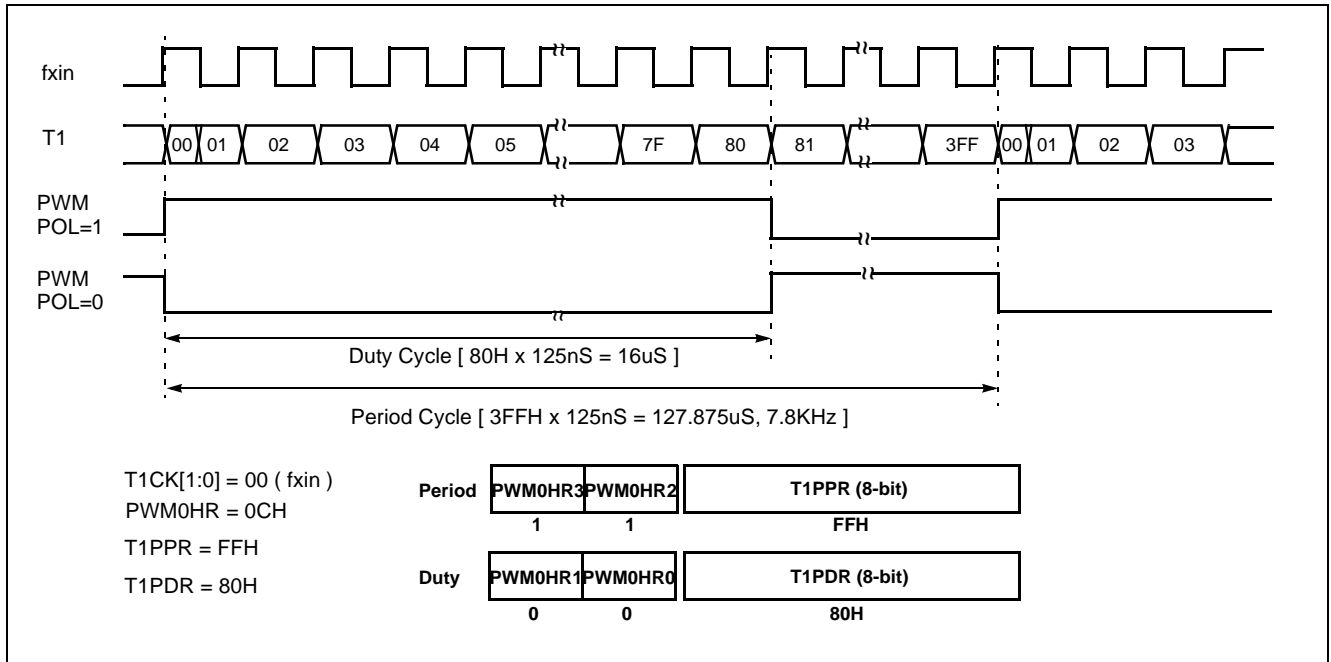 fxin
T1 00 01 02 03 04 05 7F 80 81 3FF 00 01 02 03
PWM
POL=1
PWM
POL=0
Duty Cycle [ 80H x 125nS = 16uS ]
Period Cycle [ 3FFH x 125nS = 127.875uS, 7.8KHz ]
T1CK[1:0] = 00 ( fxin )
PWM0HR = 0CH
T1PPR = FFH
T1PDR = 80H
Period PWM0HR3 PWM0HR2 T1PPR (8-bit)
1 1 FFH
Duty PWM0HR1 PWM0HR0 T1PDR (8-bit)
0 0 80H